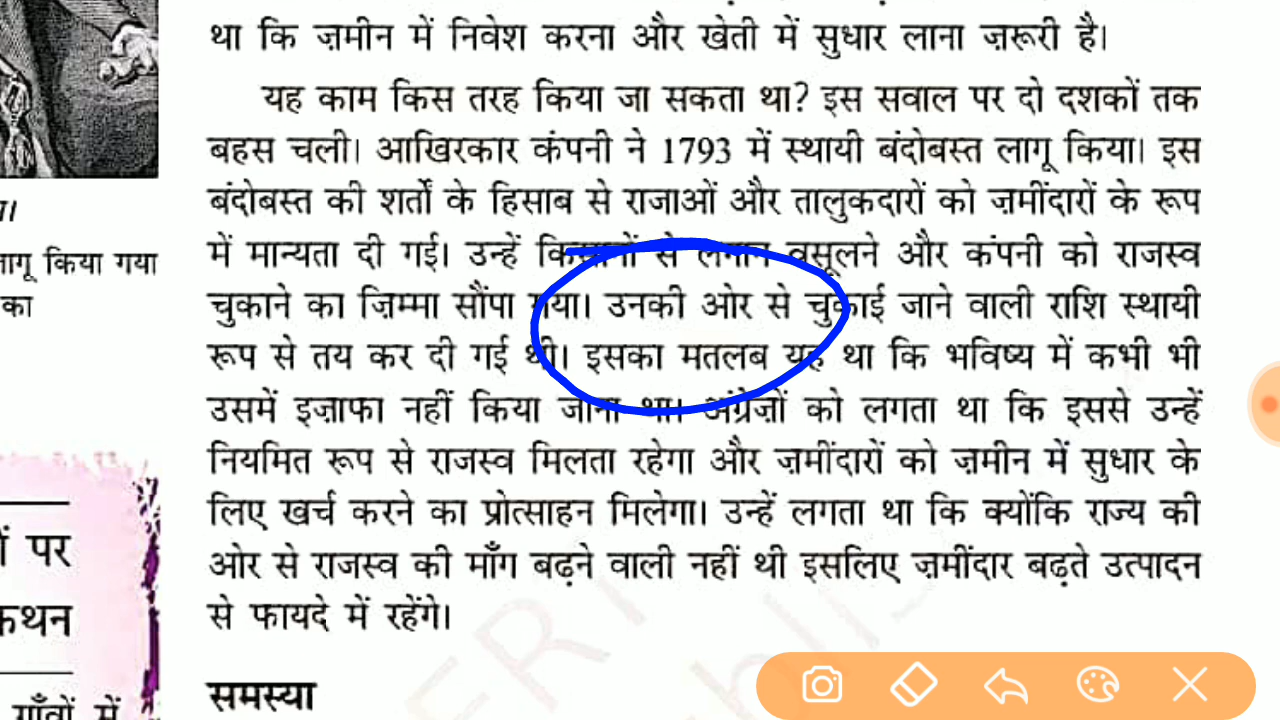 था कि ज़मीन में निवेश करना और खेती में सुधार लाना ज़रूरी है।
यह काम किस तरह किया जा सकता था? इस सवाल पर दो दशकों तक
बहस चली। आखिरकार कंपनी ने 1793 में स्थायी बंदोबस्त लागू किया। इस
बंदोबस्त की शर्तों के हिसाब से राजाओं और तालुकदारों को ज़मींदारों के रूप
में मान्यता दी गई। उन्हें किसानों से लगान वसूलने और कंपनी को राजस्व
चुकाने का ज़िम्मा सौंपा गया। उनकी ओर से चुकाई जाने वाली राशि स्थायी
रूप से तय कर दी गई थी। इसका मतलब यह था कि भविष्य में कभी भी
उसमें इज़ाफा नहीं किया जाना था। अंग्रेज़ों को लगता था कि इससे उन्हें
नियमित रूप से राजस्व मिलता रहेगा और ज़मींदारों को ज़मीन में सुधार के
लिए खर्च करने का प्रोत्साहन मिलेगा। उन्हें लगता था कि क्योंकि राज्य की
ओर से राजस्व की माँग बढ़ने वाली नहीं थी इसलिए ज़मींदार बढ़ते उत्पादन
से फायदे में रहेंगे।
समस्या
लागू किया गया
का
पर
कथन
गाँवों में